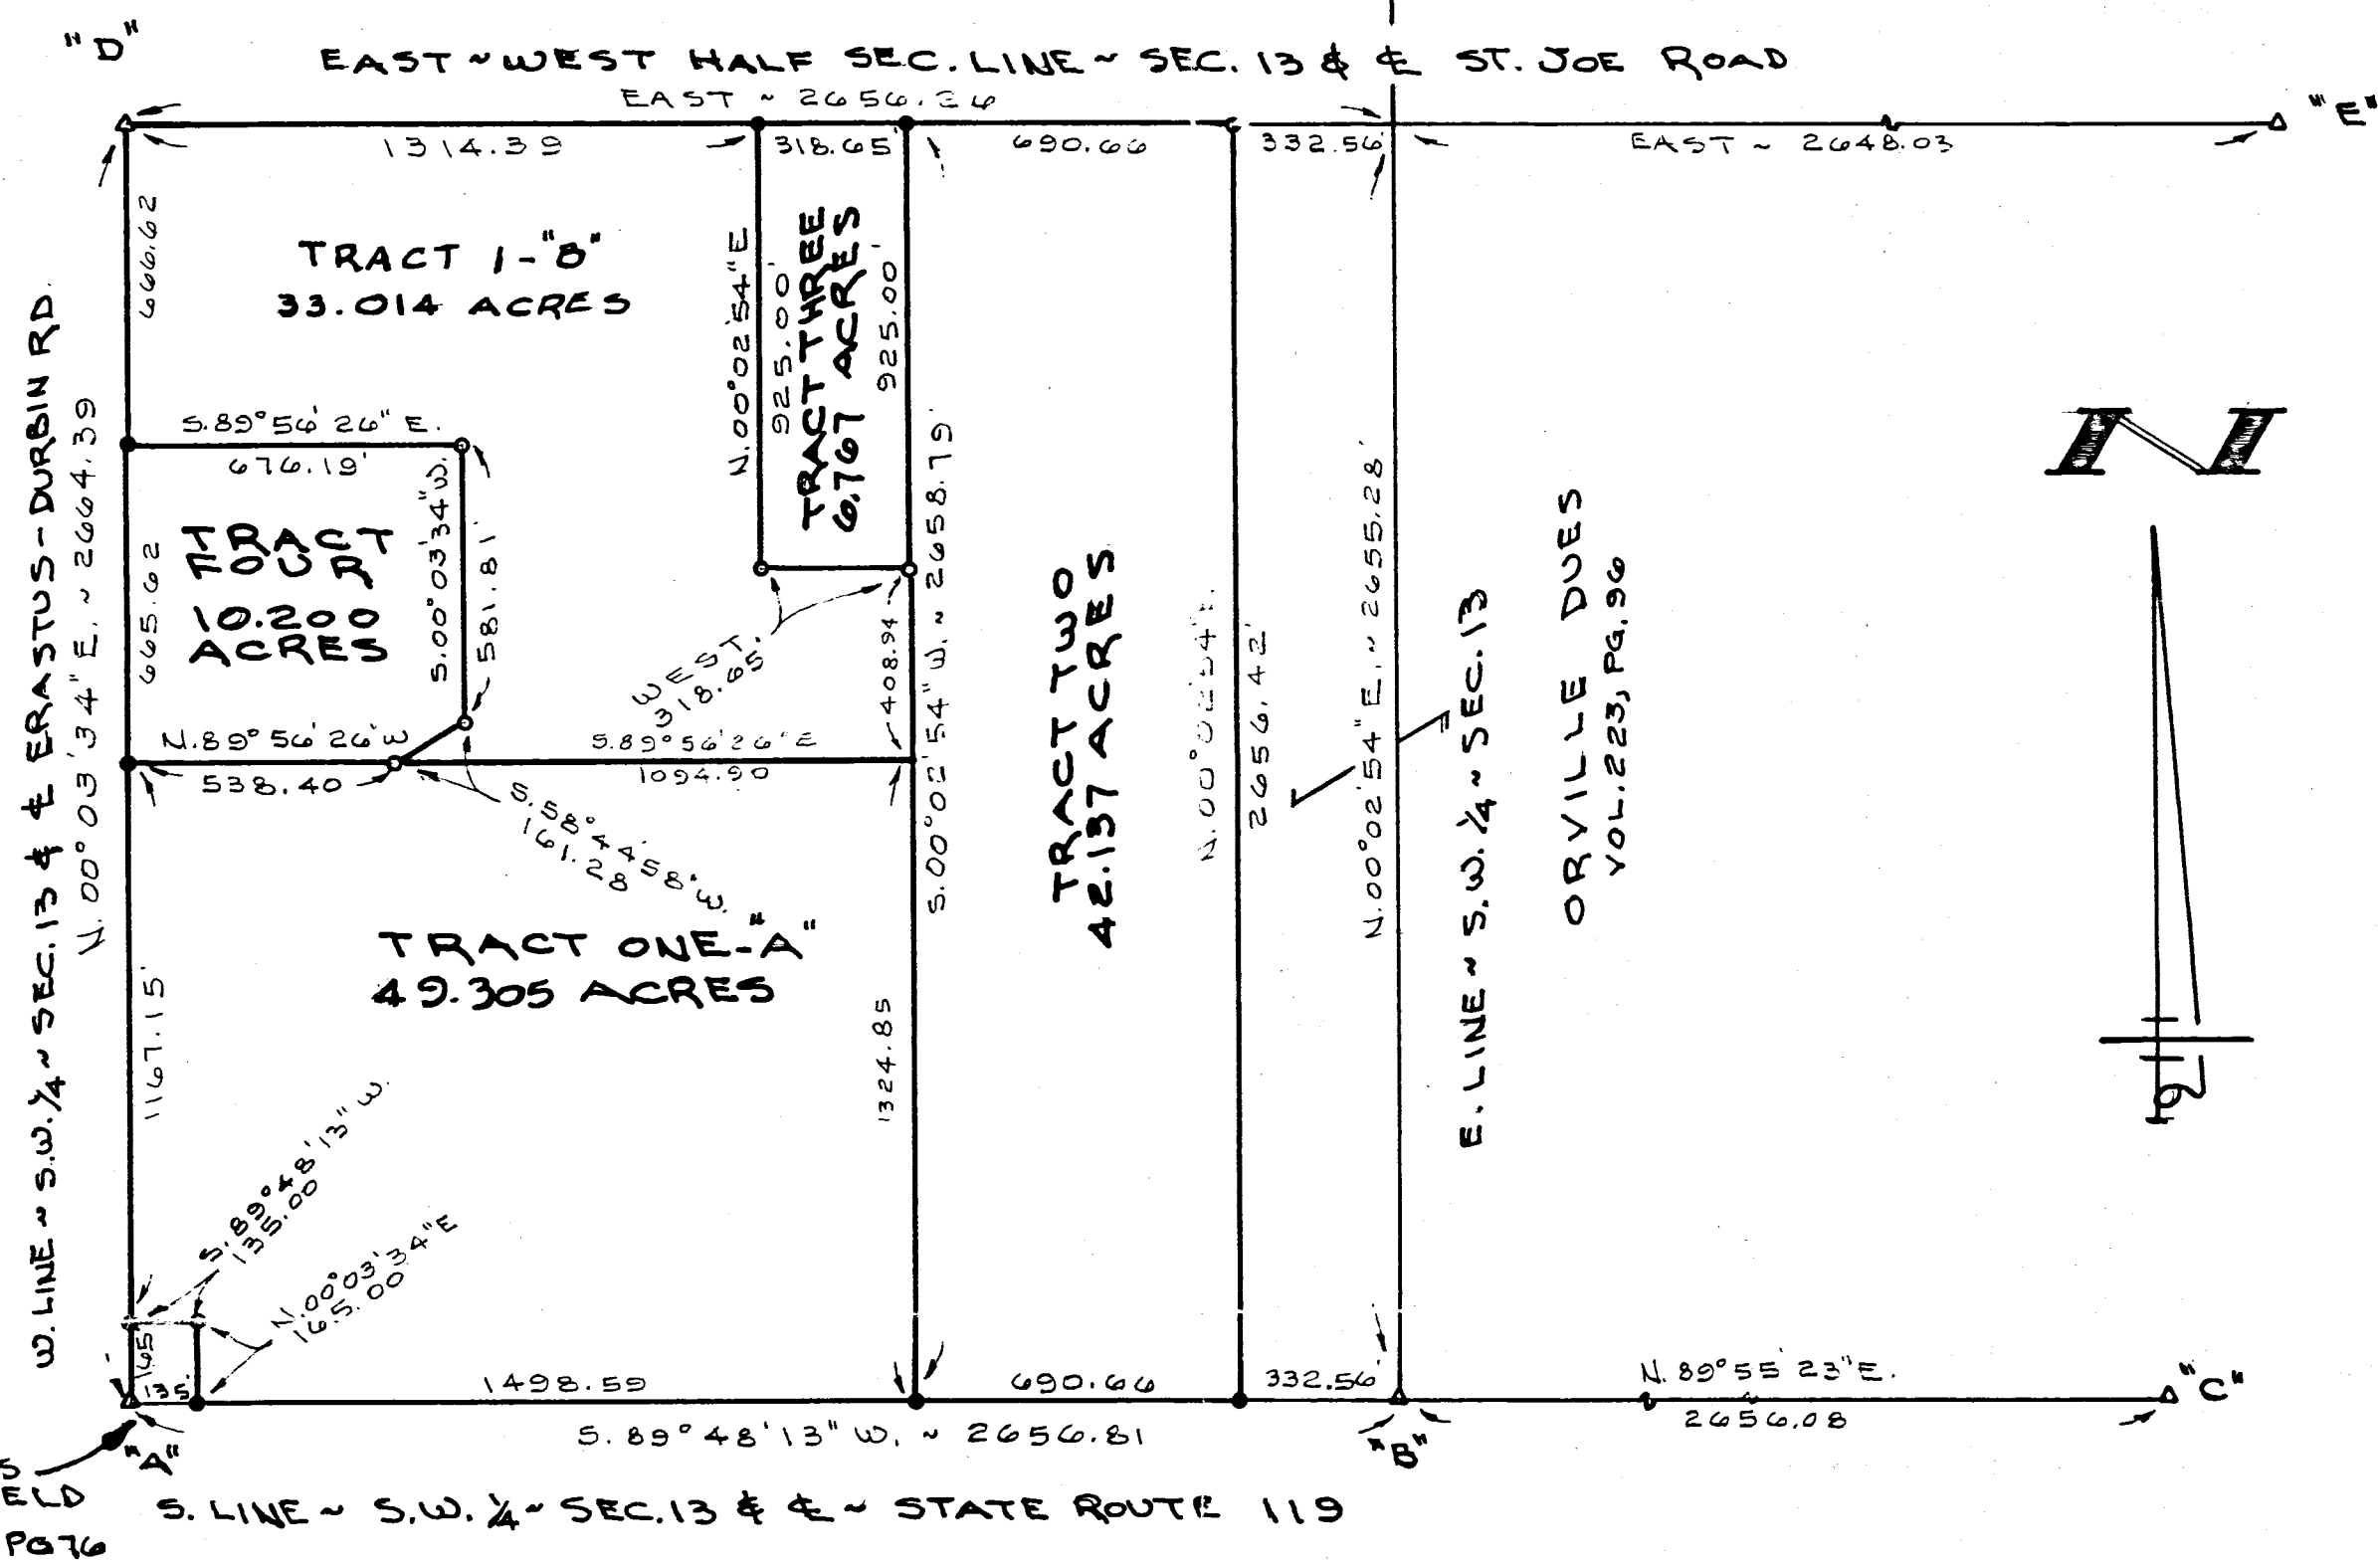 "D"
EAST ~ WEST HALF SEC. LINE ~ SEC. 13 & ℄ ST. JOE ROAD
EAST ~ 2656.26
"E"
1314.39
318.65'
690.66
332.56'
EAST ~ 2648.03
666.62
TRACT 1-"B"
33.014 ACRES
N.00°02'54"E
925.00'
TRACT THREE
6.767 ACRES
925.00'
W. LINE ~ S.W. ¼ ~ SEC. 13 & ℄ ERASTUS-DURBIN RD.
N.00°03'34"E. ~ 2664.39
S.89°56'26"E.
676.19'
665.62
TRACT
FOUR
10.200
ACRES
S.00°03'34"W.
581.81'
WEST.
318.65'
408.94
S.00°02'54"W. ~ 2658.79'
TRACT TWO
42.137 ACRES
N.00°02'54"E.
2656.42'
N.00°02'54"E. ~ 2655.28'
E. LINE ~ S.W. ¼ ~ SEC. 13
ORVILLE DUES
VOL. 223, PG. 96
N
N.89°56'26"W
538.40
S.89°56'26"E
1094.90
S.58°44'58"W.
161.28
TRACT ONE-"A"
49.305 ACRES
1167.15'
1324.85
S.89°48'13"W.
135.00
N.00°03'34"E
165.00
165'
135'
1498.59
690.66
332.56'
N.89°55'23"E.
"C"
2656.08
S.89°48'13"W. ~ 2656.81
"A"
"B"
S
ELD
PG 76
S. LINE ~ S.W. ¼ ~ SEC. 13 & ℄ ~ STATE ROUTE 119